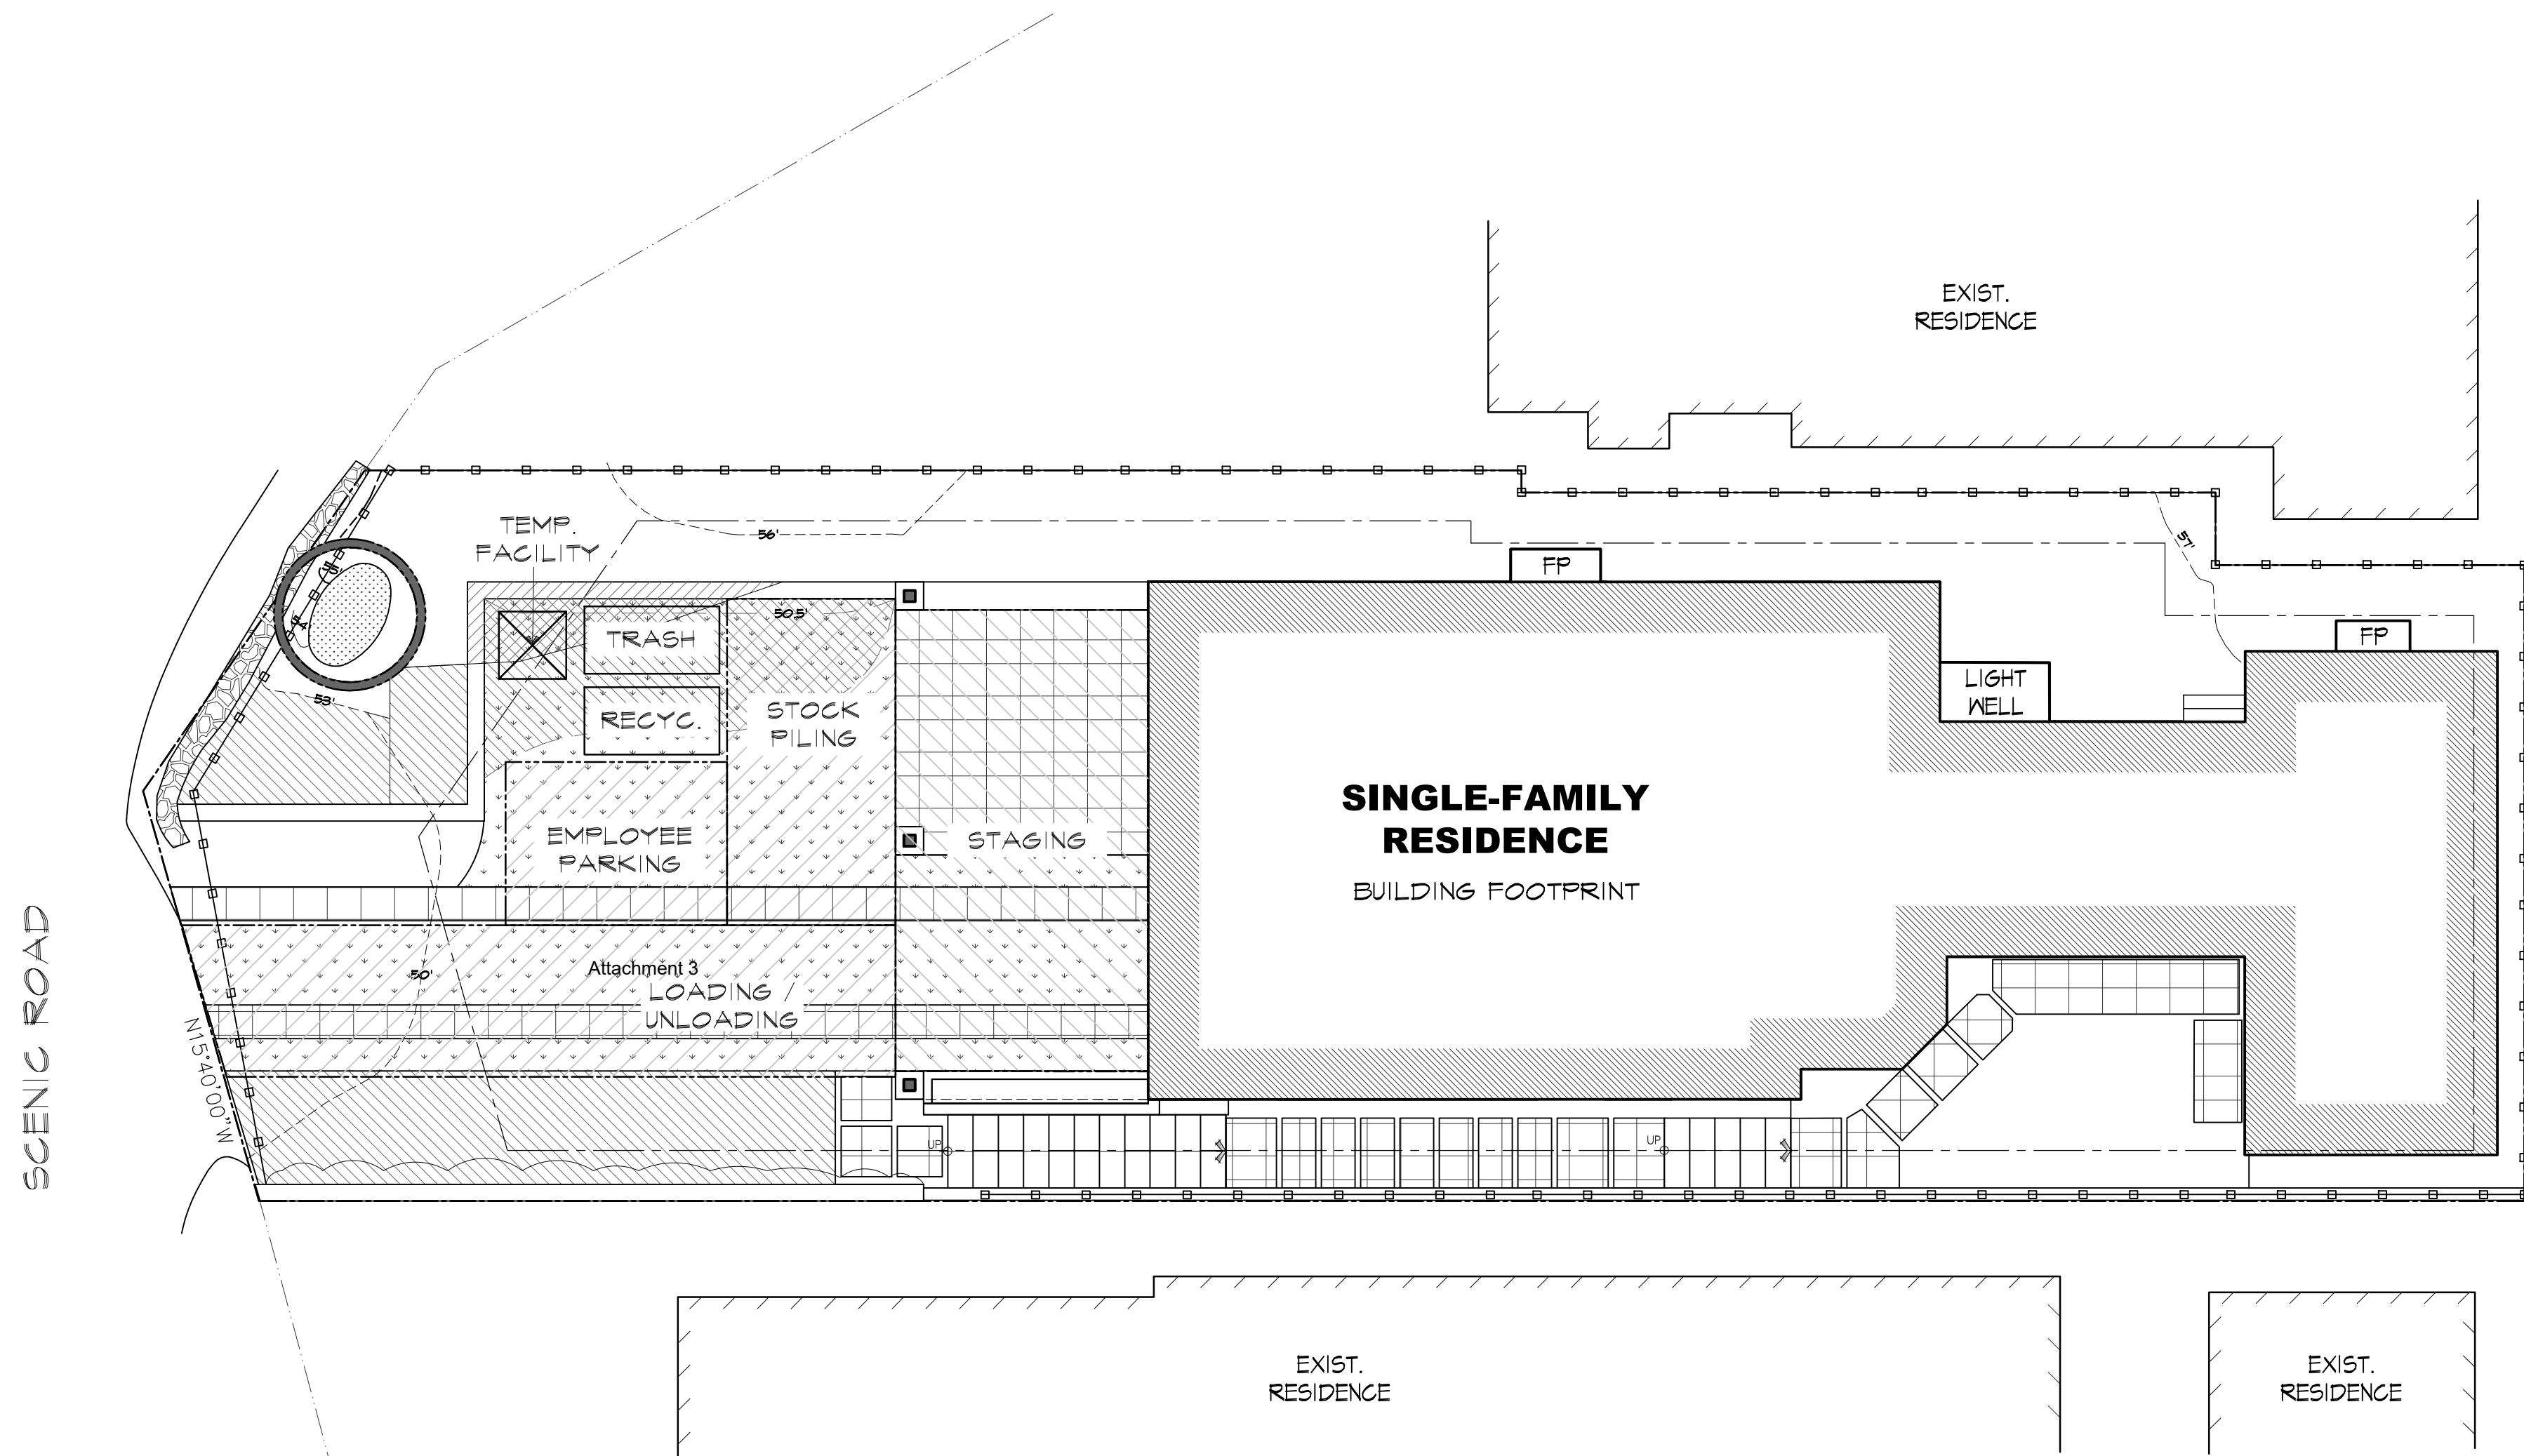 EXIST.
RESIDENCE
TEMP.
FACILITY
56'
57'
FP
55'
54'
53'
50.5'
TRASH
FP
RECYC.
STOCK
PILING
LIGHT
WELL
EMPLOYEE
PARKING
STAGING
SINGLE-FAMILY
RESIDENCE
BUILDING FOOTPRINT
SCENIC ROAD
50'
Attachment 3
LOADING /
UNLOADING
N15°40'00"W
UP
UP
EXIST.
RESIDENCE
EXIST.
RESIDENCE